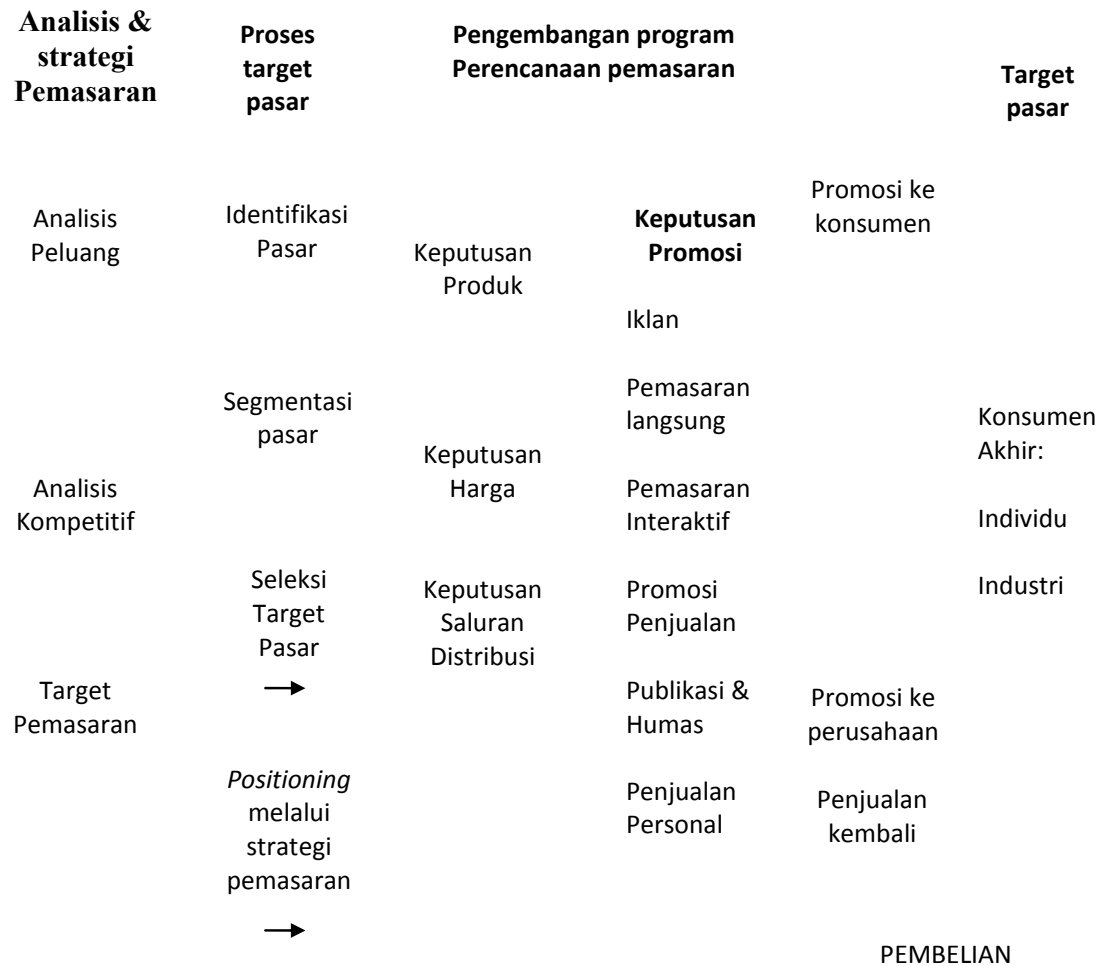 Analisis &
strategi
Pemasaran
Proses
target
pasar
Pengembangan program
Perencanaan pemasaran
Target
pasar
Analisis
Peluang
Analisis
Kompetitif
Target
Pemasaran
Identifikasi
Pasar
Segmentasi
pasar
Seleksi
Target
Pasar
Positioning
melalui
strategi
pemasaran
Keputusan
Produk
Keputusan
Harga
Keputusan
Saluran
Distribusi
Keputusan
Promosi
Iklan
Pemasaran
langsung
Pemasaran
Interaktif
Promosi
Penjualan
Publikasi &
Humas
Penjualan
Personal
Promosi ke
konsumen
Promosi ke
perusahaan
Penjualan
kembali
Konsumen
Akhir:
Individu
Industri
PEMBELIAN